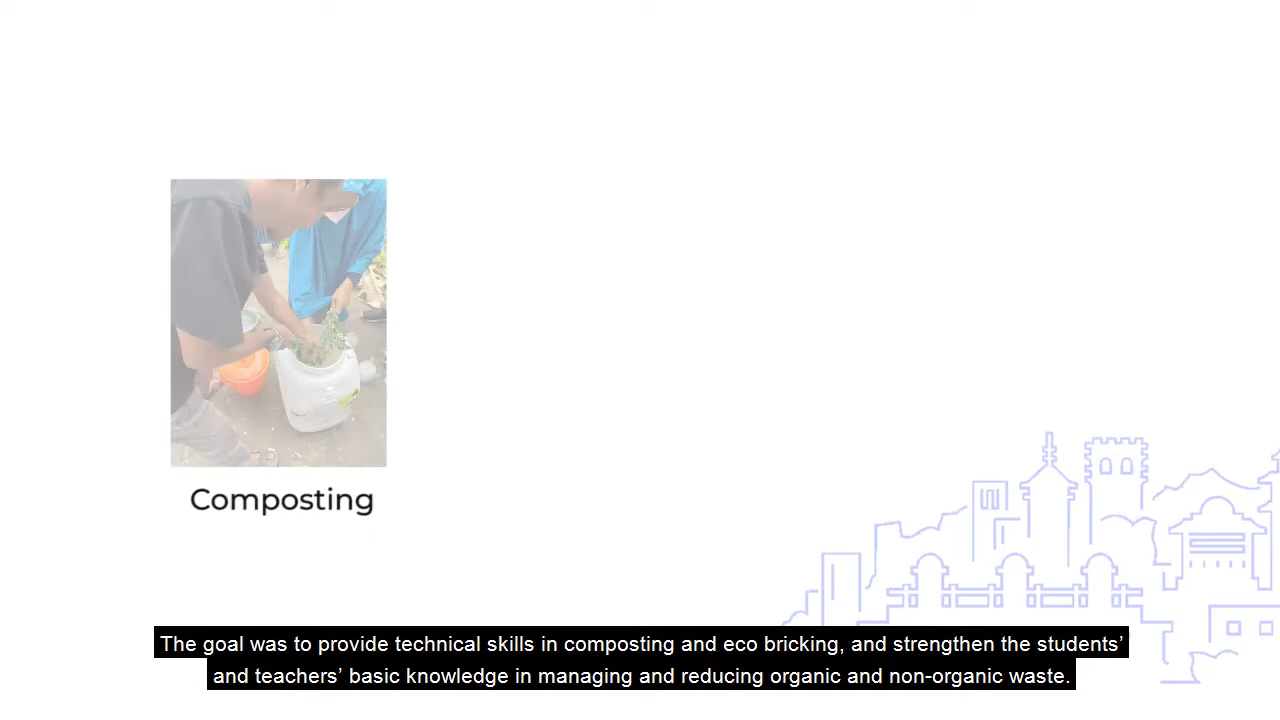 Composting
The goal was to provide technical skills in composting and eco bricking, and strengthen the students’
and teachers’ basic knowledge in managing and reducing organic and non-organic waste.